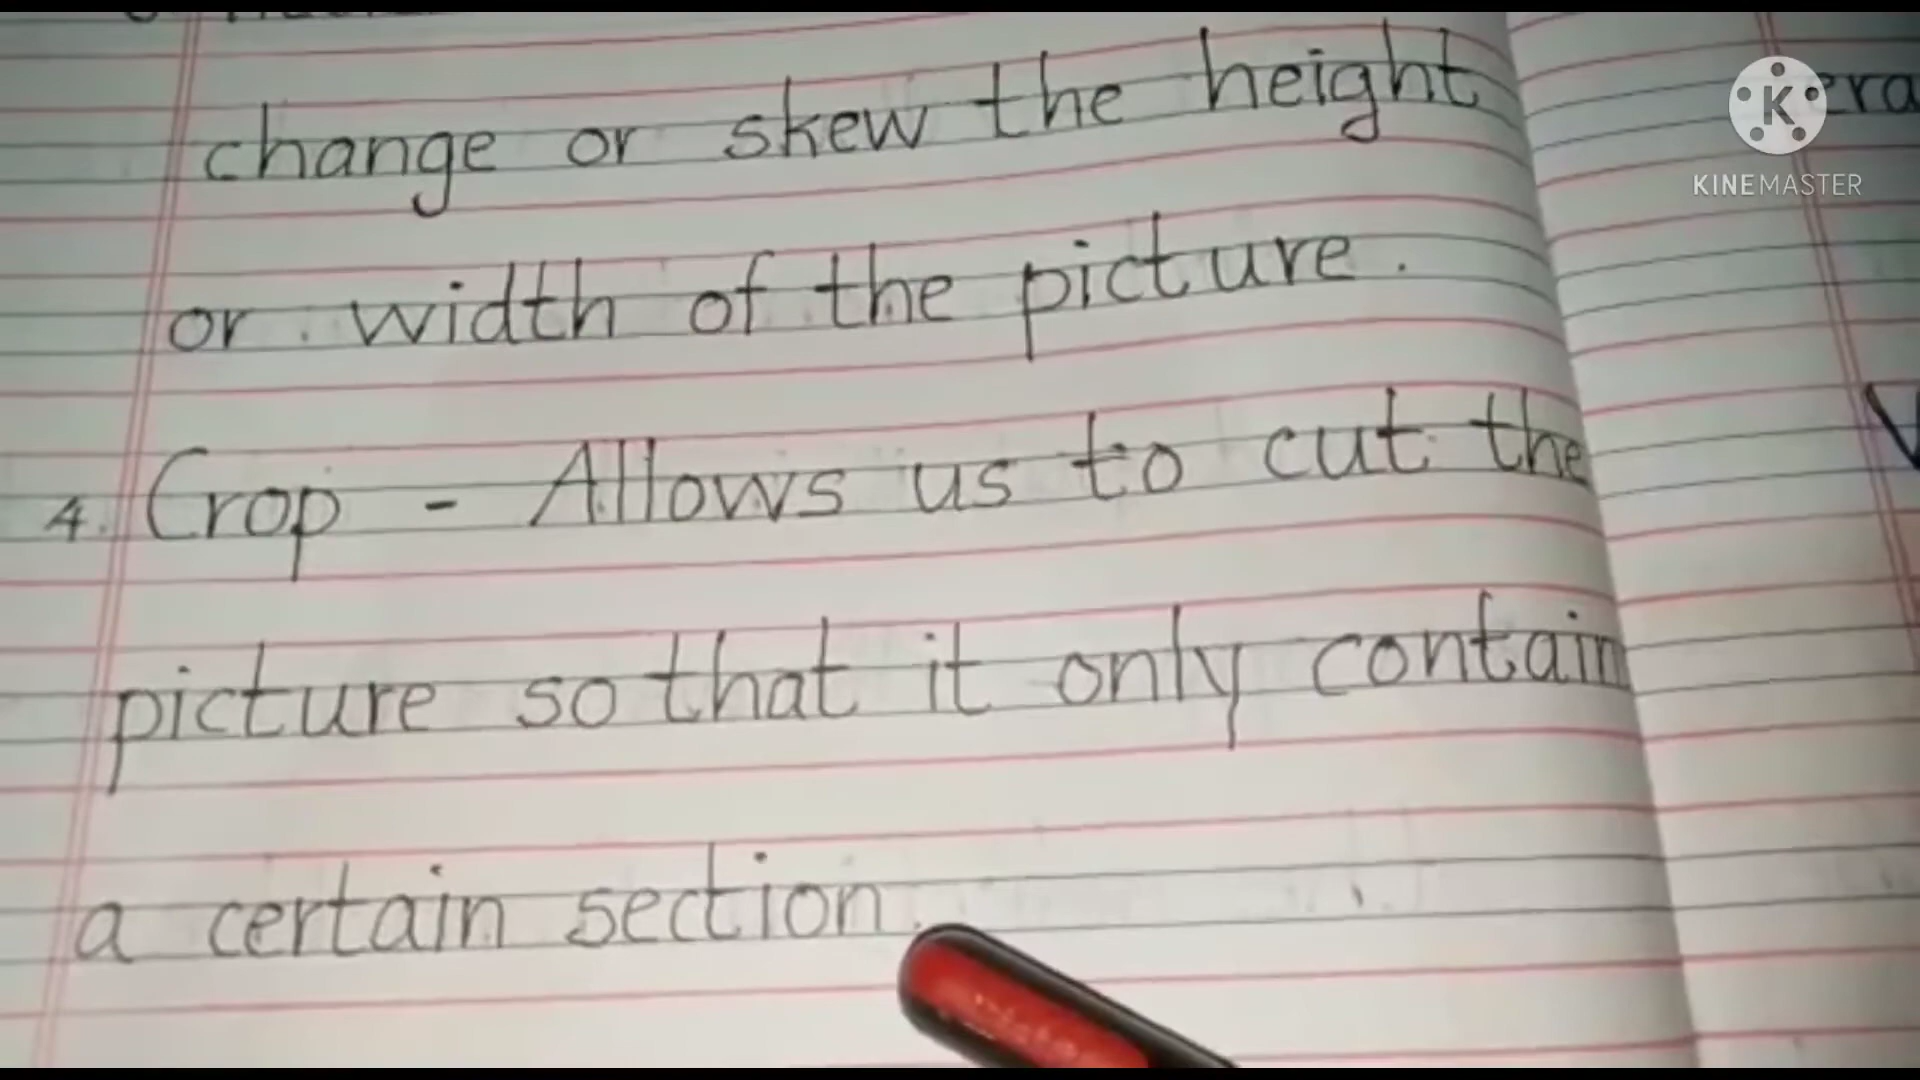 change or skew the height
or width of the picture.
4. Crop - Allows us to cut the
picture so that it only contain
a certain section.
K
KINEMASTER